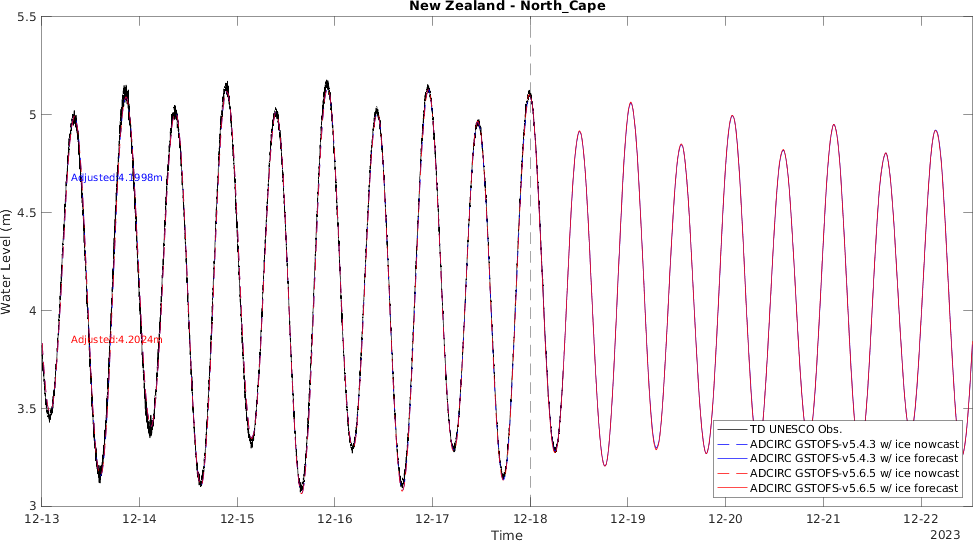 New Zealand - North_Cape
5.5
5
4.5
4
3.5
3
Water Level (m)
Adjusted:4.1998m
Adjusted:4.2024m
TD UNESCO Obs.
ADCIRC GSTOFS-v5.4.3 w/ ice nowcast
ADCIRC GSTOFS-v5.4.3 w/ ice forecast
ADCIRC GSTOFS-v5.6.5 w/ ice nowcast
ADCIRC GSTOFS-v5.6.5 w/ ice forecast
12-13 12-14 12-15 12-16 12-17 12-18 12-19 12-20 12-21 12-22
Time
2023